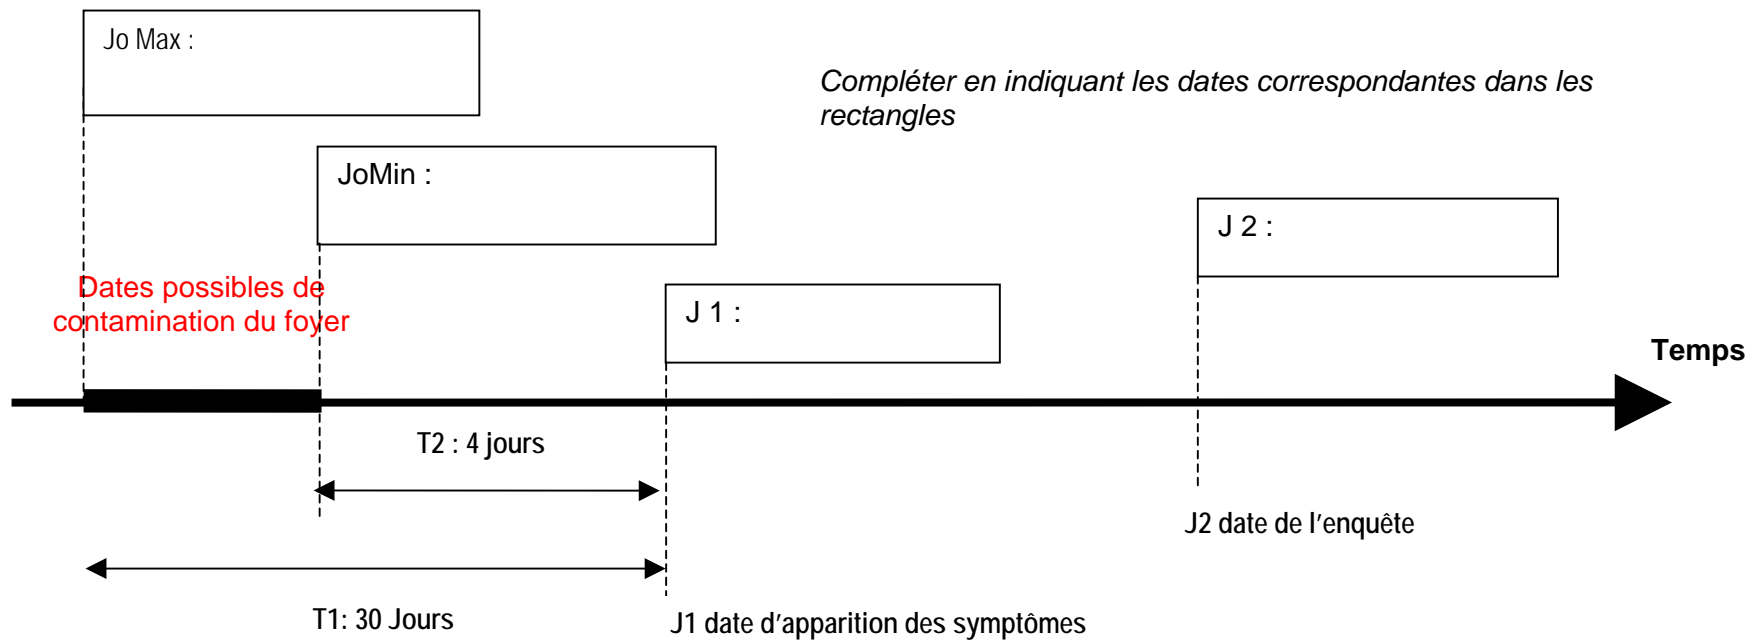 Jo Max :
Compléter en indiquant les dates correspondantes dans les
rectangles
JoMin :
J 2 :
Dates possibles de
contamination du foyer
J 1 :
Temps
T2 : 4 jours
J2 date de l’enquête
T1: 30 Jours
J1 date d’apparition des symptômes